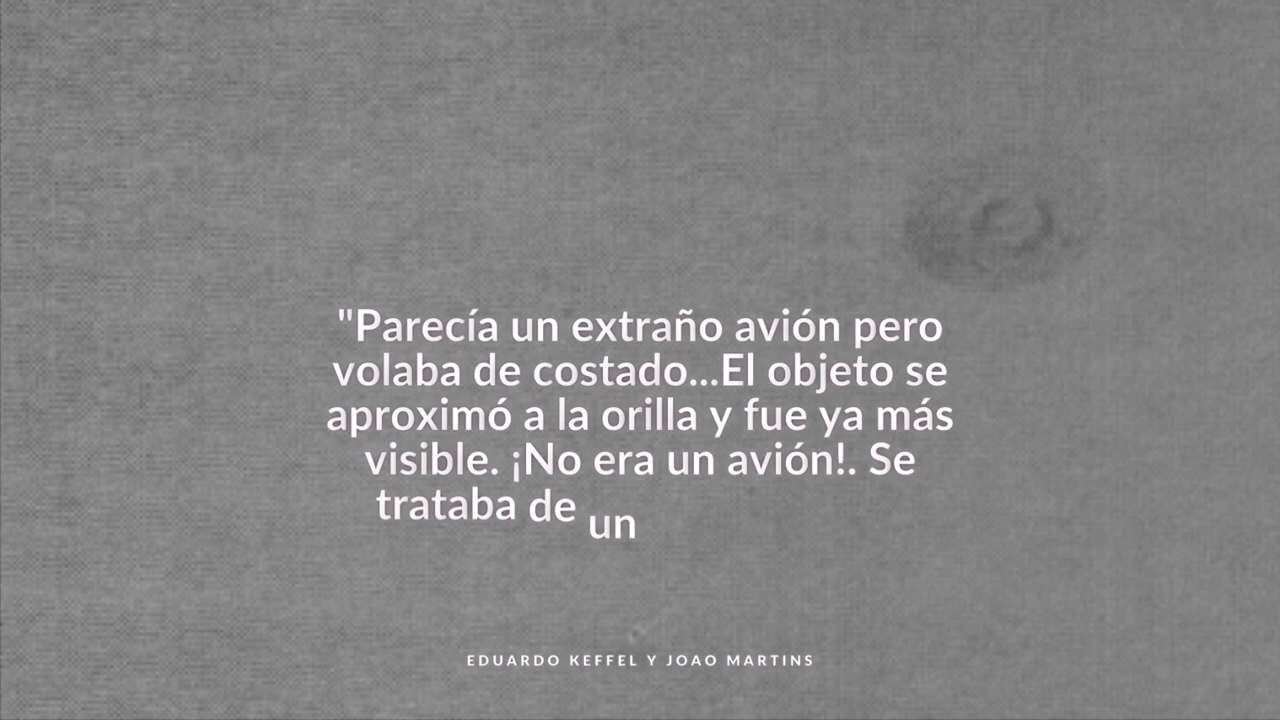 "Parecía un extraño avión pero
volaba de costado...El objeto se
aproximó a la orilla y fue ya más
visible. ¡No era un avión!. Se
trataba de un
EDUARDO KEFFEL Y JOAO MARTINS